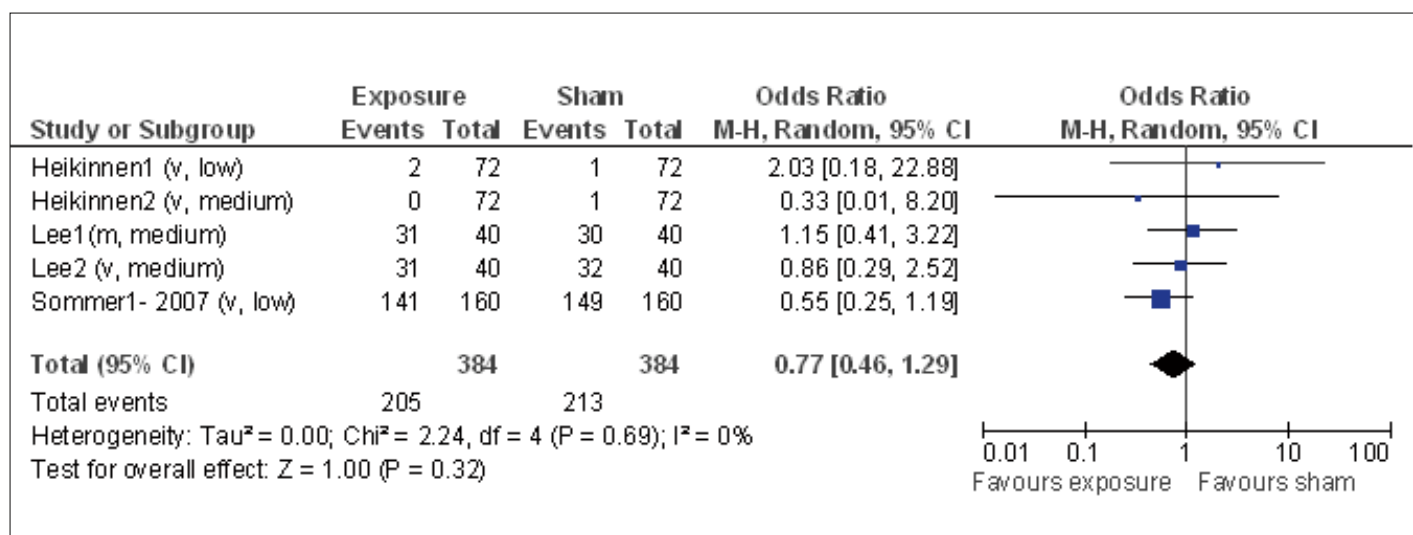 Exposure Sham Odds Ratio Odds Ratio
Study or Subgroup Events Total Events Total M-H, Random, 95% CI M-H, Random, 95% CI
Heikinnen1 (v, low) 2 72 1 72 2.03 [0.18, 22.88]
Heikinnen2 (v, medium) 0 72 1 72 0.33 [0.01, 8.20]
Lee1(m, medium) 31 40 30 40 1.15 [0.41, 3.22]
Lee2 (v, medium) 31 40 32 40 0.86 [0.29, 2.52]
Sommer1- 2007 (v, low) 141 160 149 160 0.55 [0.25, 1.19]
Total (95% CI) 384 384 0.77 [0.46, 1.29]
Total events 205 213
Heterogeneity: Tau² = 0.00; Chi² = 2.24, df = 4 (P = 0.69); I² = 0%
Test for overall effect: Z = 1.00 (P = 0.32)
0.01 0.1 1 10 100
Favours exposure Favours sham